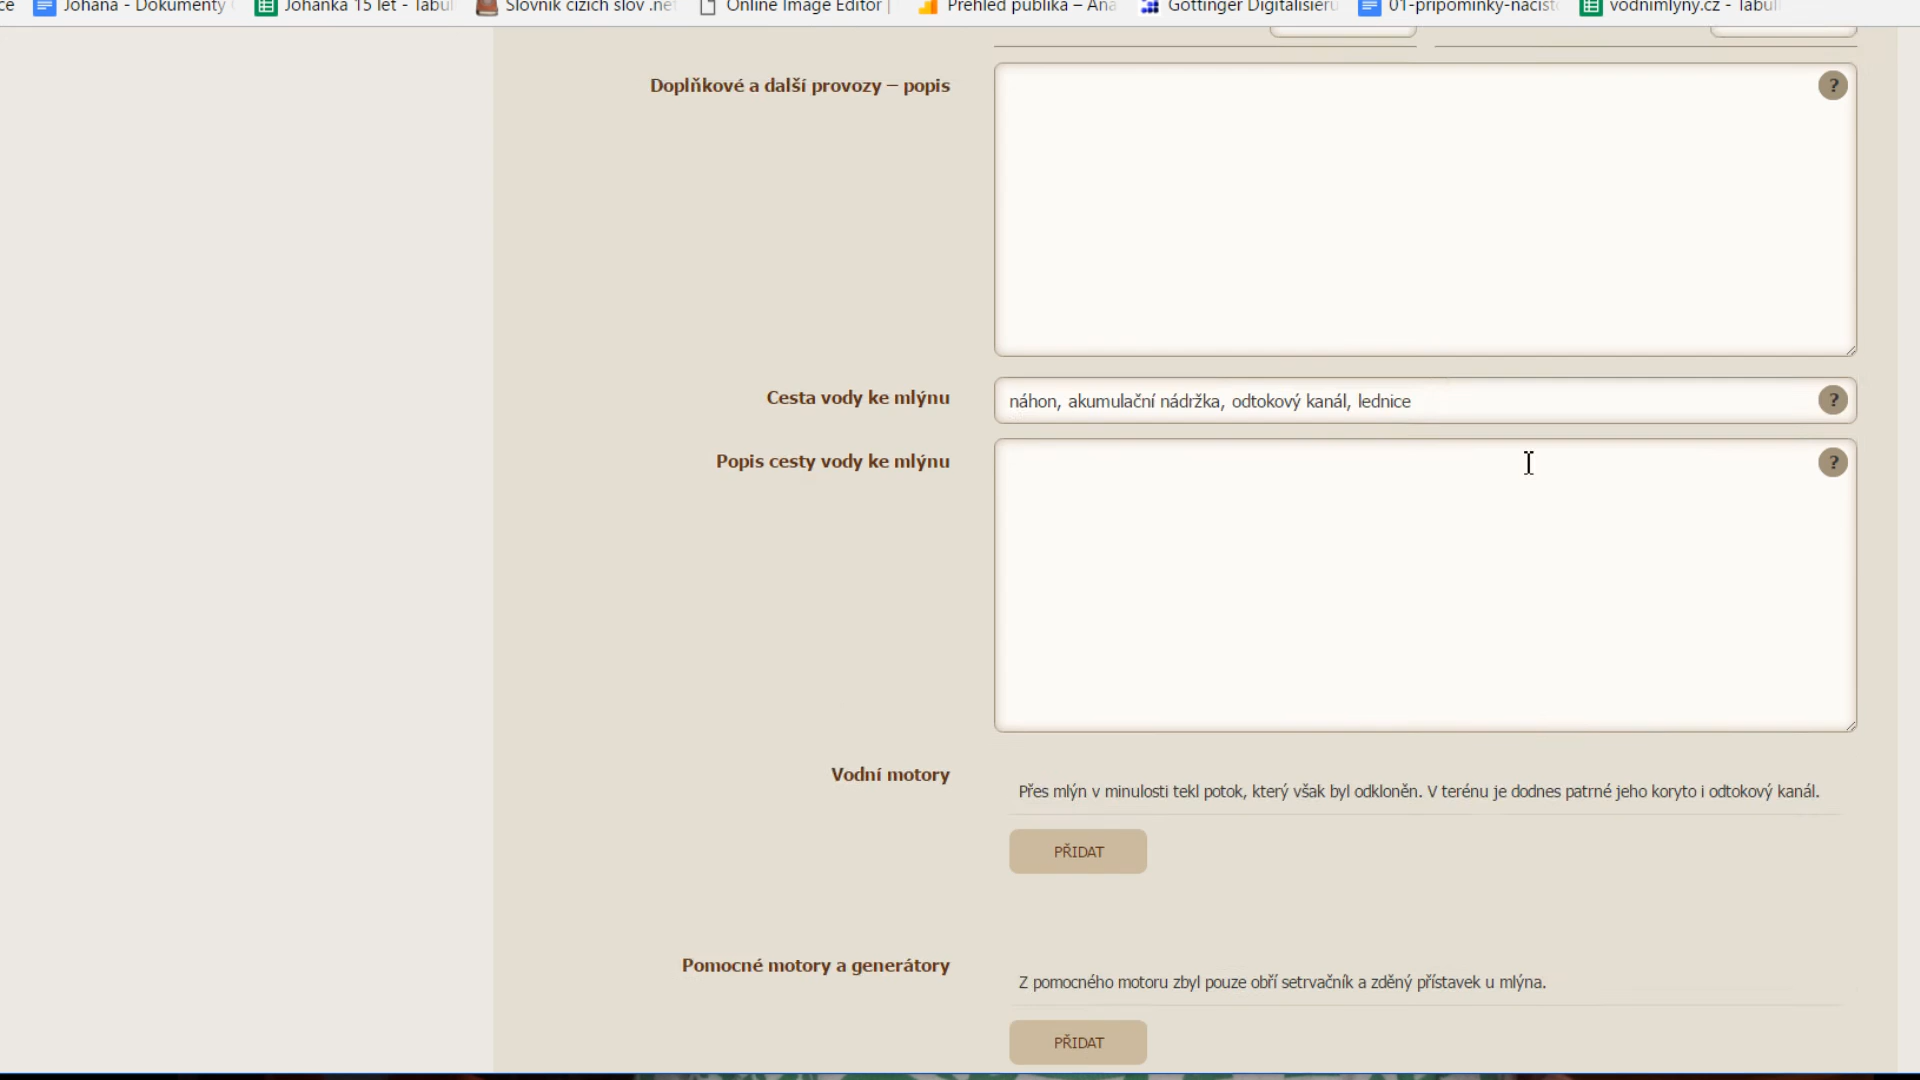 Johana - Dokumenty
Johanka 15 let - Tabul
Slovník cizích slov .net
Online Image Editor |
Přehled publika – Ana
Göttinger Digitalisieru
01-pripominky-nacisto
vodnimlyny.cz - Tabul
Doplňkové a další provozy – popis
?
Cesta vody ke mlýnu
náhon, akumulační nádržka, odtokový kanál, lednice
?
Popis cesty vody ke mlýnu
?
Vodní motory
Přes mlýn v minulosti tekl potok, který však byl odkloněn. V terénu je dodnes patrné jeho koryto i odtokový kanál.
PŘIDAT
Pomocné motory a generátory
Z pomocného motoru zbyl pouze obří setrvačník a zděný přístavek u mlýna.
PŘIDAT